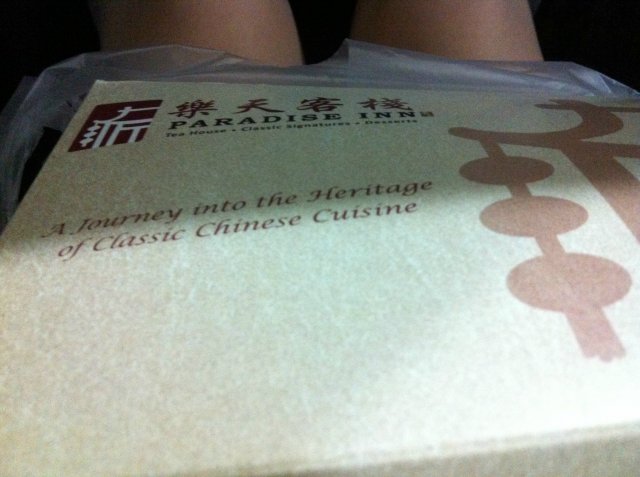 樂天客棧
PARADISE INN
Tea House • Classic Signatures • Desserts
A Journey into the Heritage
of Classic Chinese Cuisine